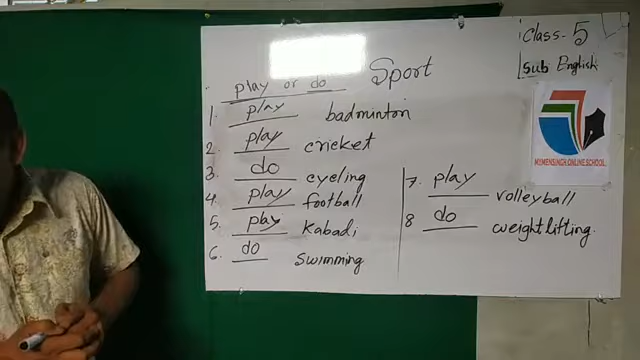 Class- 5
Sub English
Sport
play or do
1. play badminton
2. play cricket
3. do cycling
4. play football
5. play Kabadi
6. do swimming
7. play volleyball
8 do weightlifting.
MYMENSINGH ONLINE SCHOOL